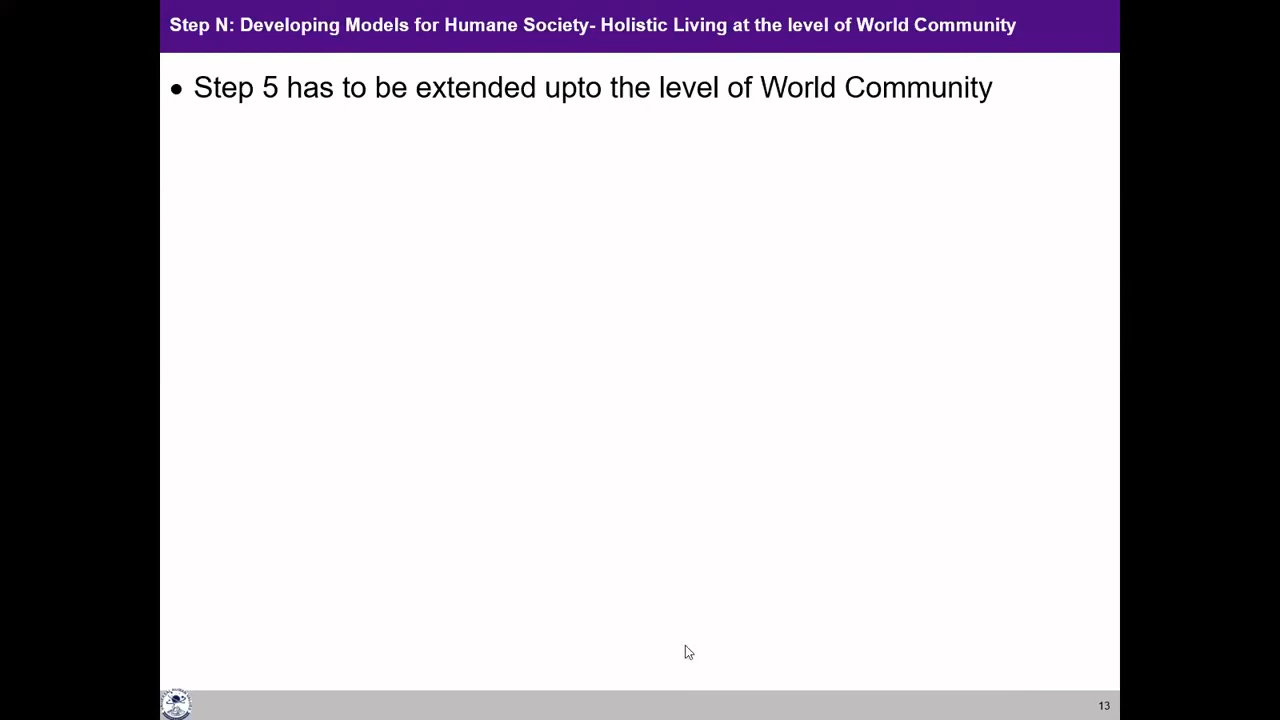 Step N: Developing Models for Humane Society- Holistic Living at the level of World Community
• Step 5 has to be extended upto the level of World Community
13